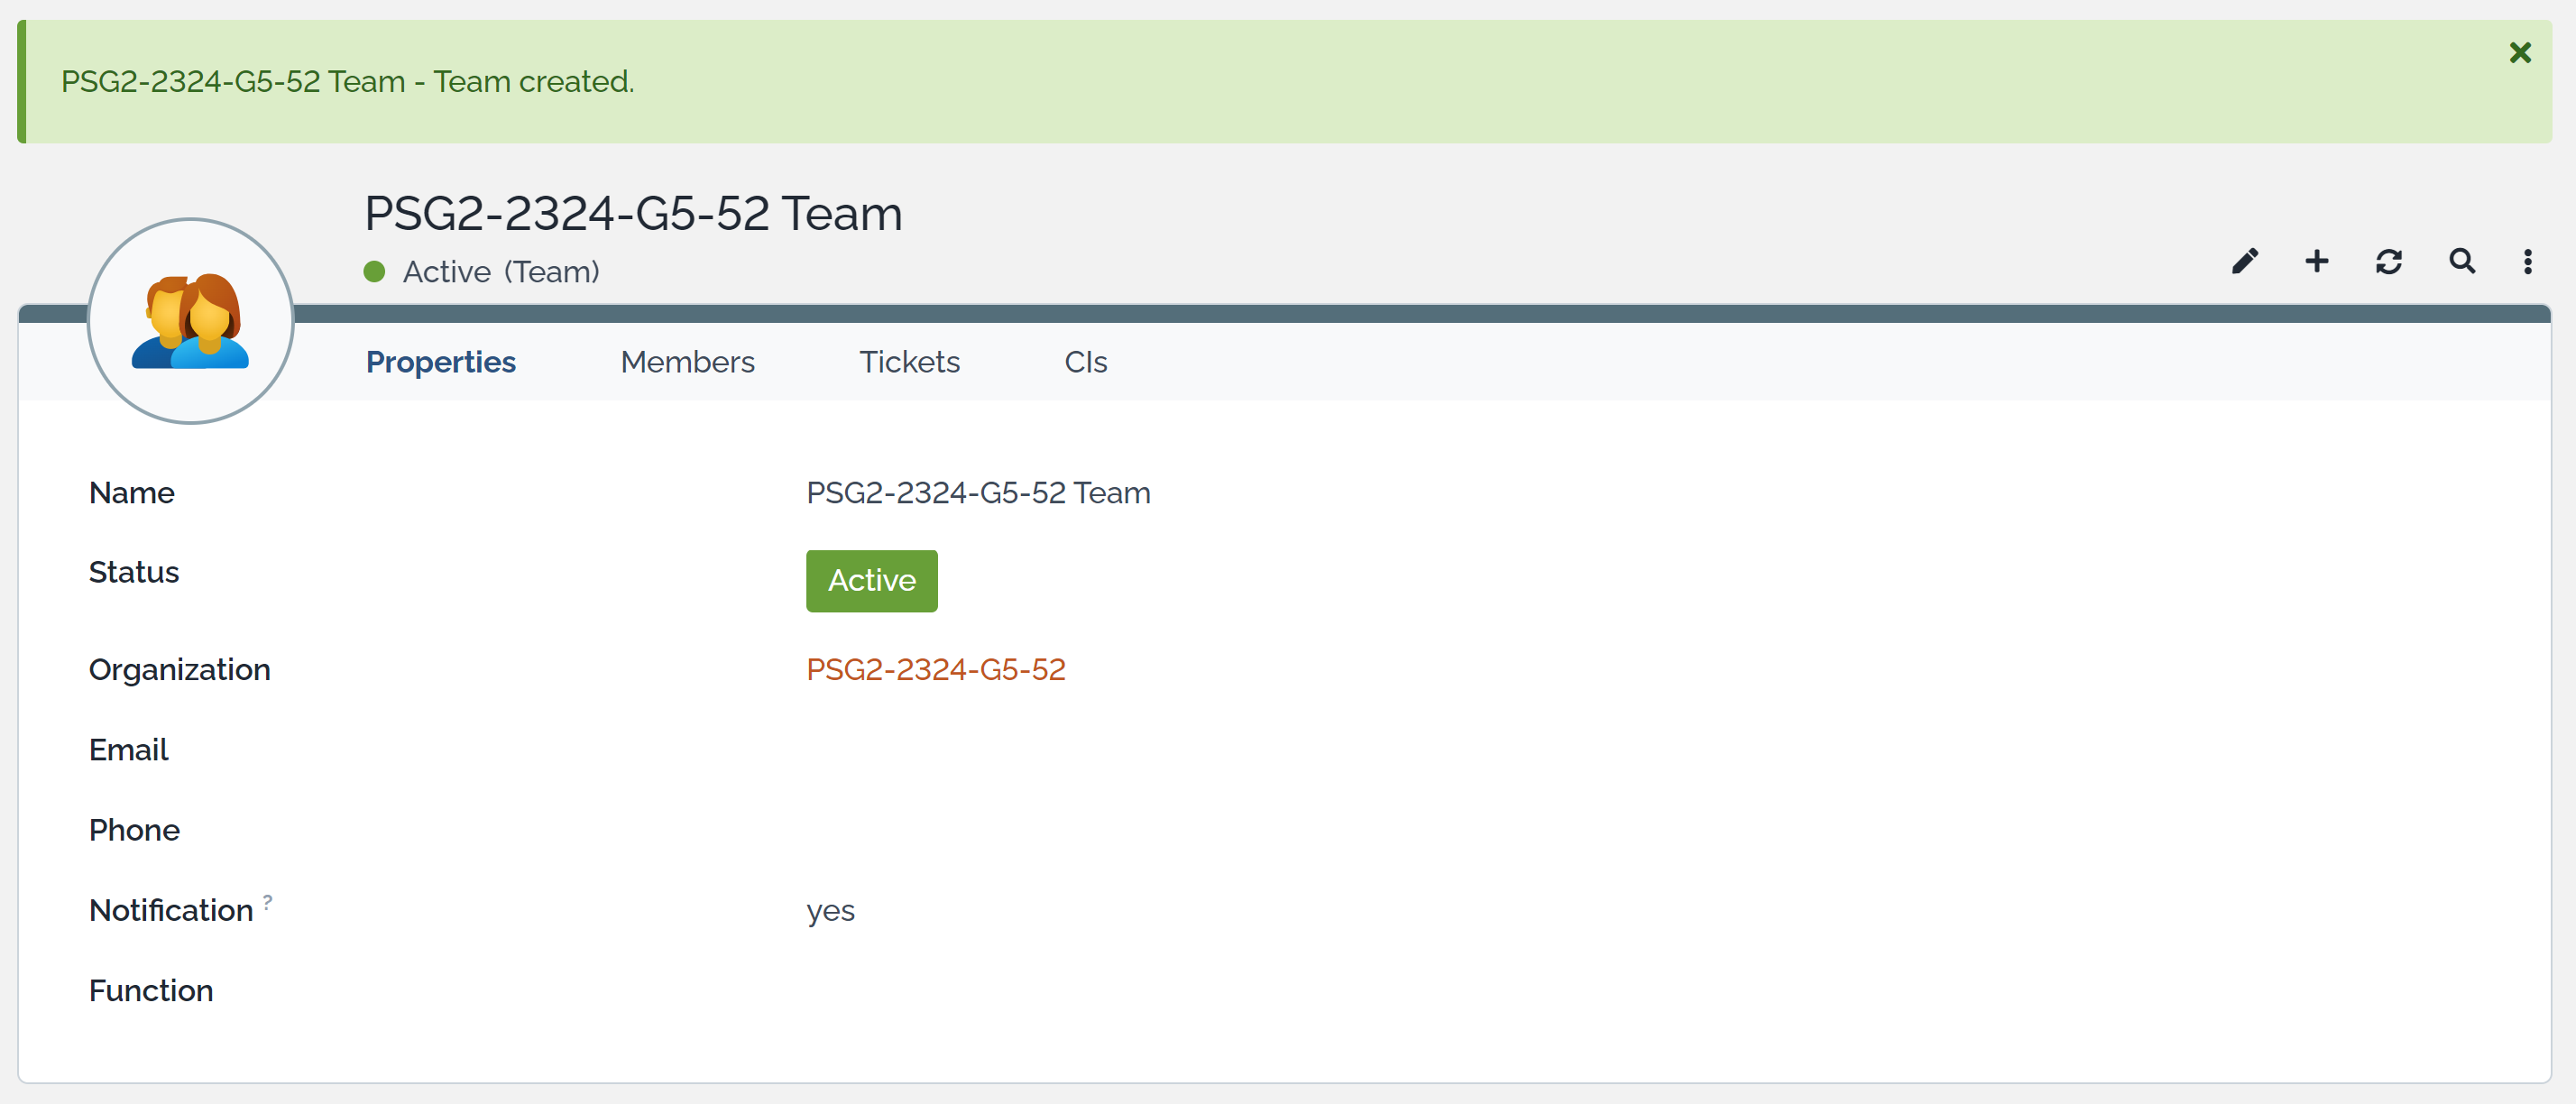 PSG2-2324-G5-52 Team - Team created.
PSG2-2324-G5-52 Team
Active (Team)
Properties Members Tickets CIs
Name PSG2-2324-G5-52 Team
Status Active
Organization PSG2-2324-G5-52
Email
Phone
Notification ? yes
Function